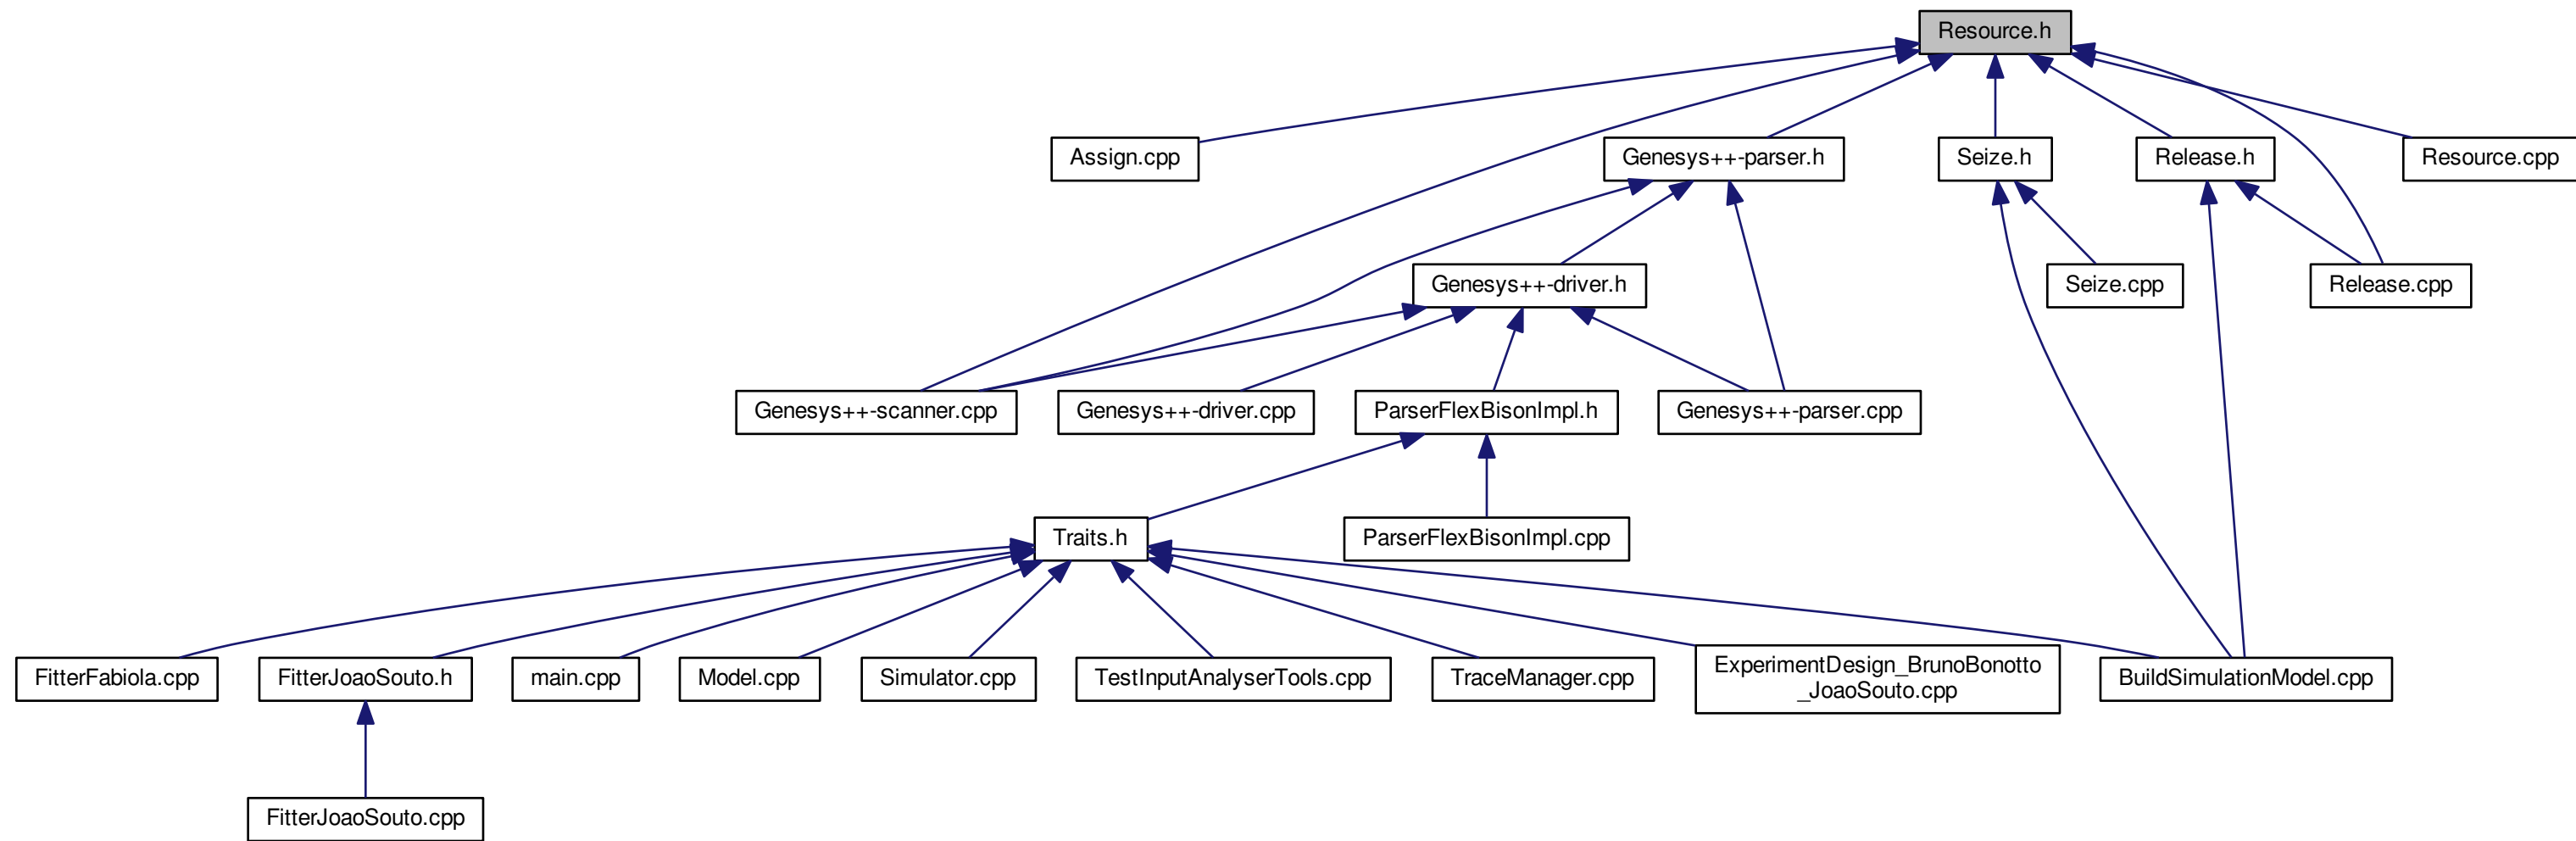 Resource.h
Assign.cpp
Genesys++-parser.h
Seize.h
Release.h
Resource.cpp
Genesys++-driver.h
Seize.cpp
Release.cpp
Genesys++-scanner.cpp
Genesys++-driver.cpp
ParserFlexBisonImpl.h
Genesys++-parser.cpp
Traits.h
ParserFlexBisonImpl.cpp
FitterFabiola.cpp
FitterJoaoSouto.h
main.cpp
Model.cpp
Simulator.cpp
TestInputAnalyserTools.cpp
TraceManager.cpp
ExperimentDesign_BrunoBonotto
_JoaoSouto.cpp
BuildSimulationModel.cpp
FitterJoaoSouto.cpp